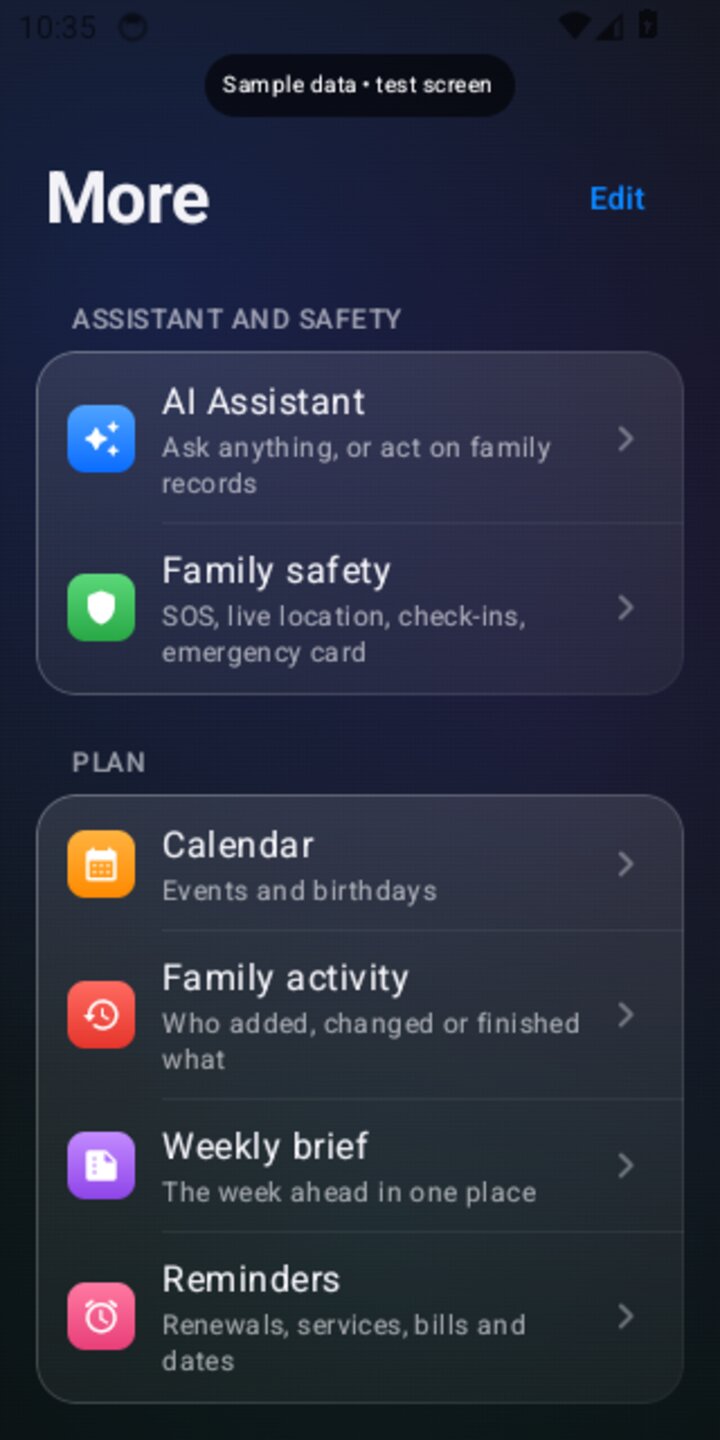 10:35
Sample data • test screen
More
Edit
ASSISTANT AND SAFETY
AI Assistant
Ask anything, or act on family
records
Family safety
SOS, live location, check-ins,
emergency card
PLAN
Calendar
Events and birthdays
Family activity
Who added, changed or finished
what
Weekly brief
The week ahead in one place
Reminders
Renewals, services, bills and
dates